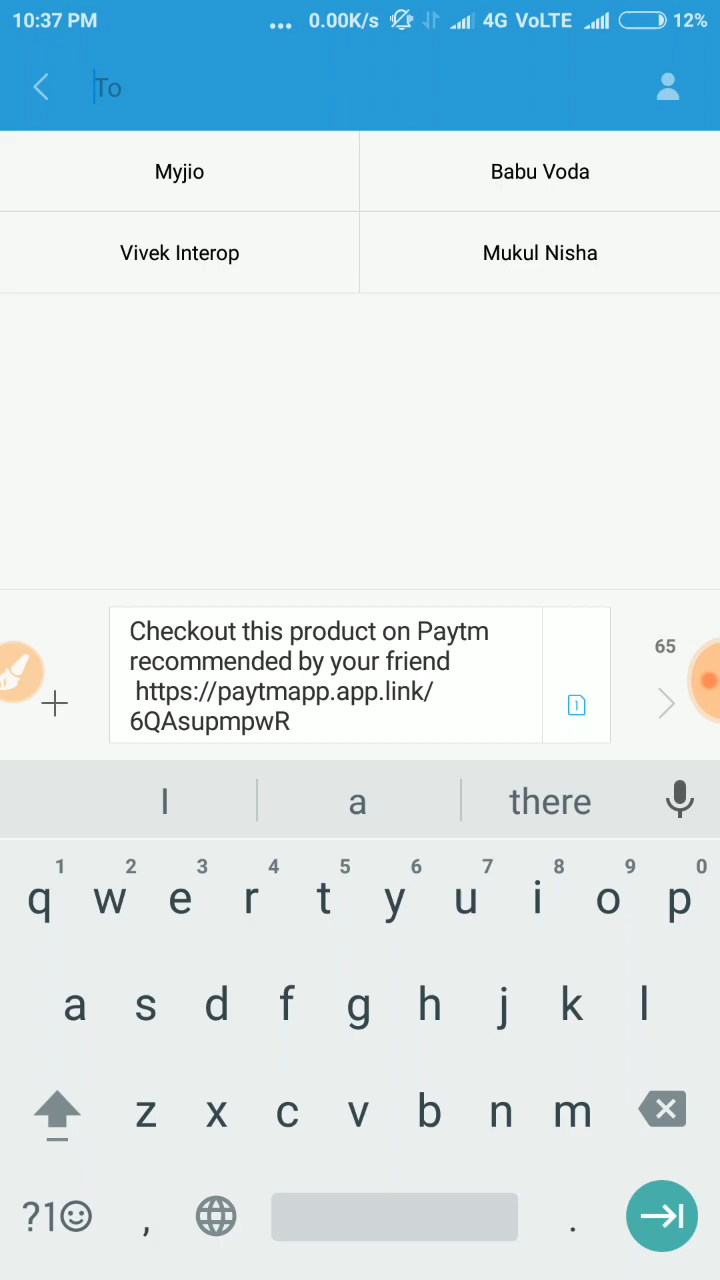 10:37 PM ... 0.00K/s 4G VoLTE 12%
To
Myjio Babu Voda
Vivek Interop Mukul Nisha
Checkout this product on Paytm
recommended by your friend
https://paytmapp.app.link/
6QAsupmpwR
65
1
I a there
1 2 3 4 5 6 7 8 9 0
q w e r t y u i o p
a s d f g h j k l
z x c v b n m
?1☺ , .